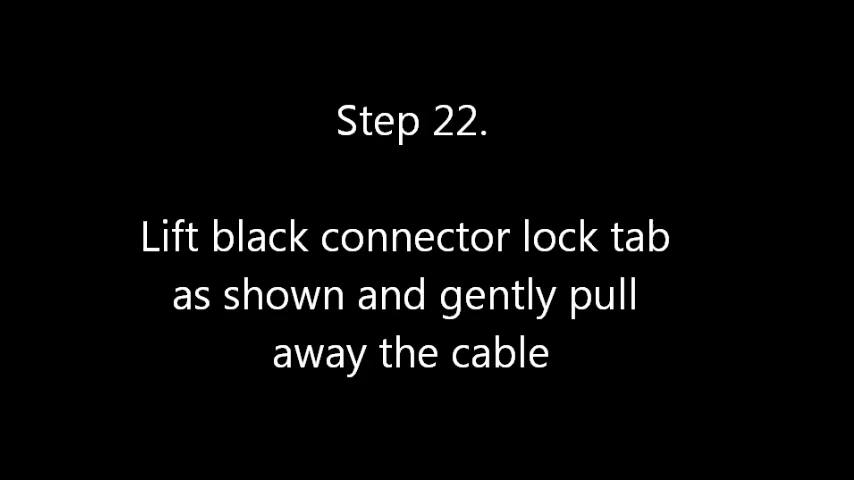 Step 22.
Lift black connector lock tab
as shown and gently pull
away the cable